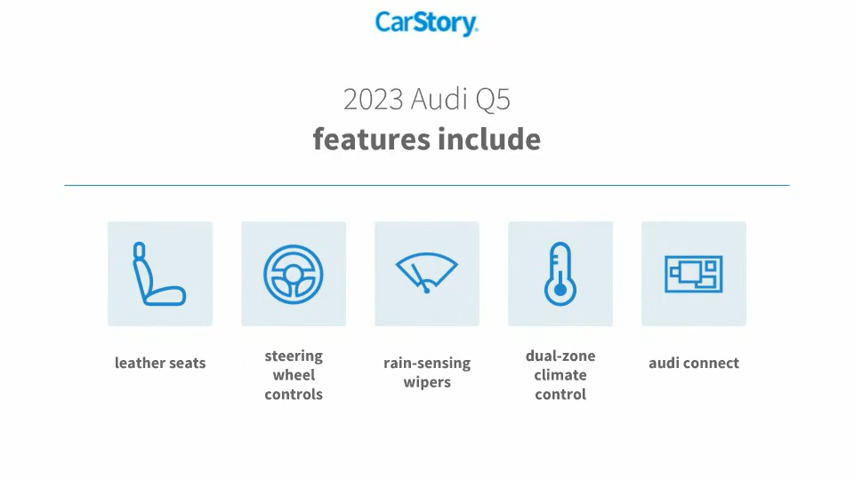 CarStory
2023 Audi Q5
features include
leather seats
steering
wheel
controls
rain-sensing
wipers
dual-zone
climate
control
audi connect